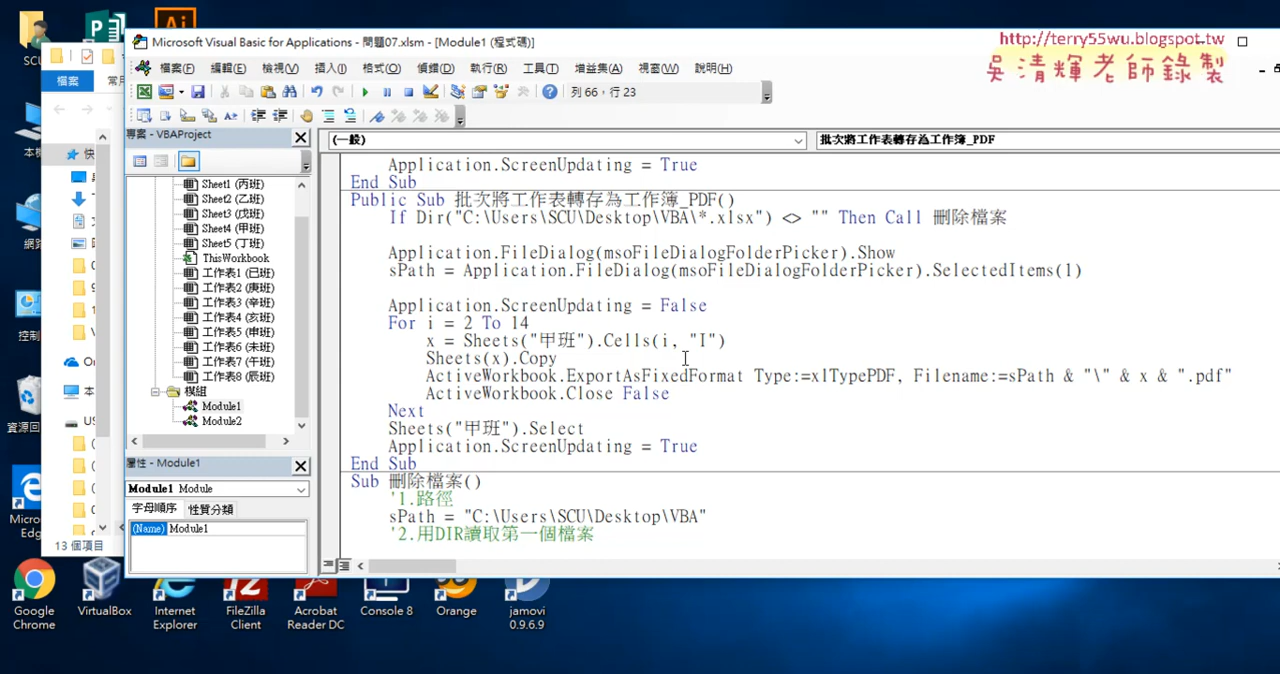 Ai
http://terry55wu.blogspot.tw
吳清輝老師錄製
Microsoft Visual Basic for Applications - 問題07.xlsm - [Module1 (程式碼)]
檔案(F) 編輯(E) 檢視(V) 插入(I) 格式(O) 偵錯(D) 執行(R) 工具(T) 增益集(A) 視窗(W) 說明(H)
列 66，行 23
檔案
專案 - VBAProject
(一般)
批次將工作表轉存為工作簿_PDF
Sheet1 (丙班)
Sheet2 (乙班)
Sheet3 (戊班)
Sheet4 (甲班)
Sheet5 (丁班)
ThisWorkbook
工作表1 (己班)
工作表2 (庚班)
工作表3 (辛班)
工作表4 (亥班)
工作表5 (申班)
工作表6 (未班)
工作表7 (午班)
工作表8 (辰班)
模組
Module1
Module2
屬性 - Module1
Module1 Module
字母順序 性質分類
(Name) Module1
Application.ScreenUpdating = True
End Sub
Public Sub 批次將工作表轉存為工作簿_PDF()
If Dir("C:\Users\SCU\Desktop\VBA\*.xlsx") <> "" Then Call 刪除檔案
Application.FileDialog(msoFileDialogFolderPicker).Show
sPath = Application.FileDialog(msoFileDialogFolderPicker).SelectedItems(1)
Application.ScreenUpdating = False
For i = 2 To 14
x = Sheets("甲班").Cells(i, "I")
Sheets(x).Copy
ActiveWorkbook.ExportAsFixedFormat Type:=xlTypePDF, Filename:=sPath & "\" & x & ".pdf"
ActiveWorkbook.Close False
Next
Sheets("甲班").Select
Application.ScreenUpdating = True
End Sub
Sub 刪除檔案()
'1.路徑
sPath = "C:\Users\SCU\Desktop\VBA"
'2.用DIR讀取第一個檔案
13 個項目
Google Chrome
VirtualBox
Internet Explorer
FileZilla Client
Acrobat Reader DC
Console 8
Orange
jamovi 0.9.6.9